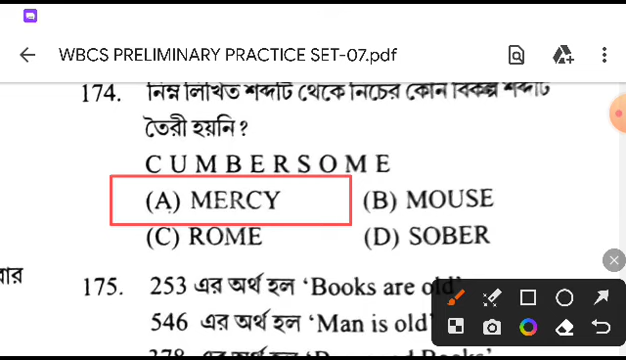 WBCS PRELIMINARY PRACTICE SET-07.pdf
174. নিম্ন লিখিত শব্দটি থেকে নিচের কোন বিকল্প শব্দটি
তৈরী হয়নি ?
C U M B E R S O M E
(A) MERCY (B) MOUSE
(C) ROME (D) SOBER
175. 253 এর অর্থ হল ‘Books are old’
546 এর অর্থ হল ‘Man is old’